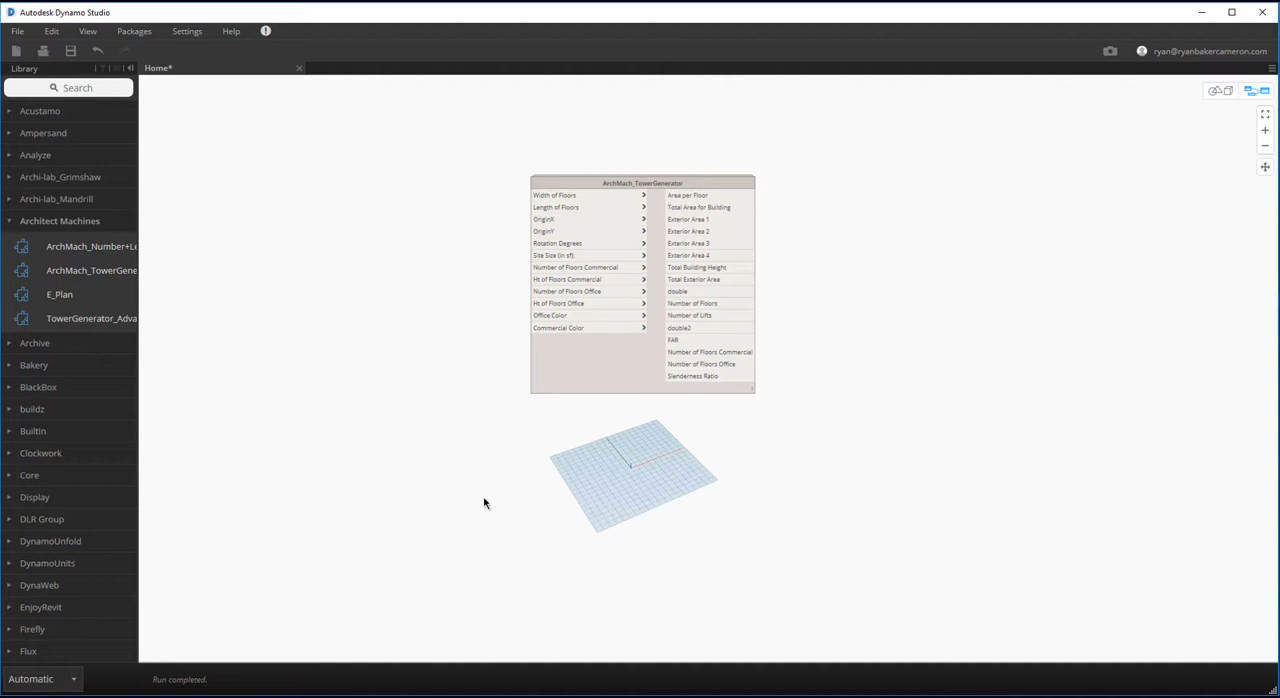 Autodesk Dynamo Studio
File Edit View Packages Settings Help
ryan@ryanbakercameron.com
Library
Home*
Search
Acustamo
Ampersand
Analyze
Archi-lab_Grimshaw
Archi-lab_Mandrill
Architect Machines
ArchMach_Number+Le
ArchMach_TowerGene
E_Plan
TowerGenerator_Adva
Archive
Bakery
BlackBox
buildz
BuiltIn
Clockwork
Core
Display
DLR Group
DynamoUnfold
DynamoUnits
DynaWeb
EnjoyRevit
Firefly
Flux
ArchMach_TowerGenerator
Width of Floors
Length of Floors
OriginX
OriginY
Rotation Degrees
Site Size (in sf)
Number of Floors Commercial
Ht of Floors Commercial
Number of Floors Office
Ht of Floors Office
Office Color
Commercial Color
Area per Floor
Total Area for Building
Exterior Area 1
Exterior Area 2
Exterior Area 3
Exterior Area 4
Total Building Height
Total Exterior Area
double
Number of Floors
Number of Lifts
double2
FAR
Number of Floors Commercial
Number of Floors Office
Slenderness Ratio
Automatic
Run completed.